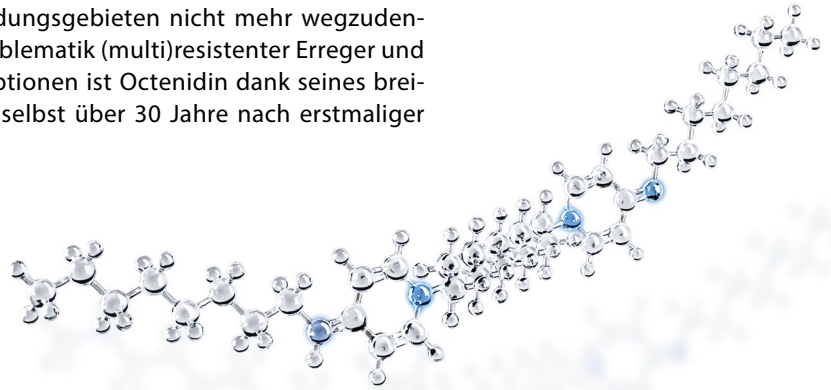 dungsgebieten nicht mehr wegzuden-
blematik (multi)resistenter Erreger und
ptionen ist Octenidin dank seines brei-
selbst über 30 Jahre nach erstmaliger